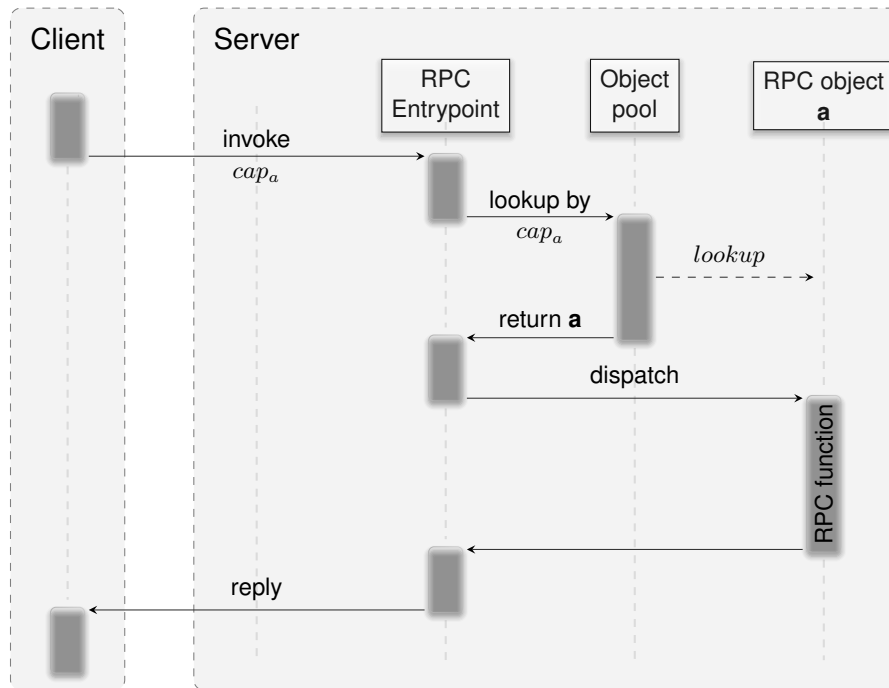 Client
Server
RPC
Entrypoint
Object
pool
RPC object
a
invoke
cap_a
lookup by
cap_a
lookup
return a
dispatch
RPC function
reply